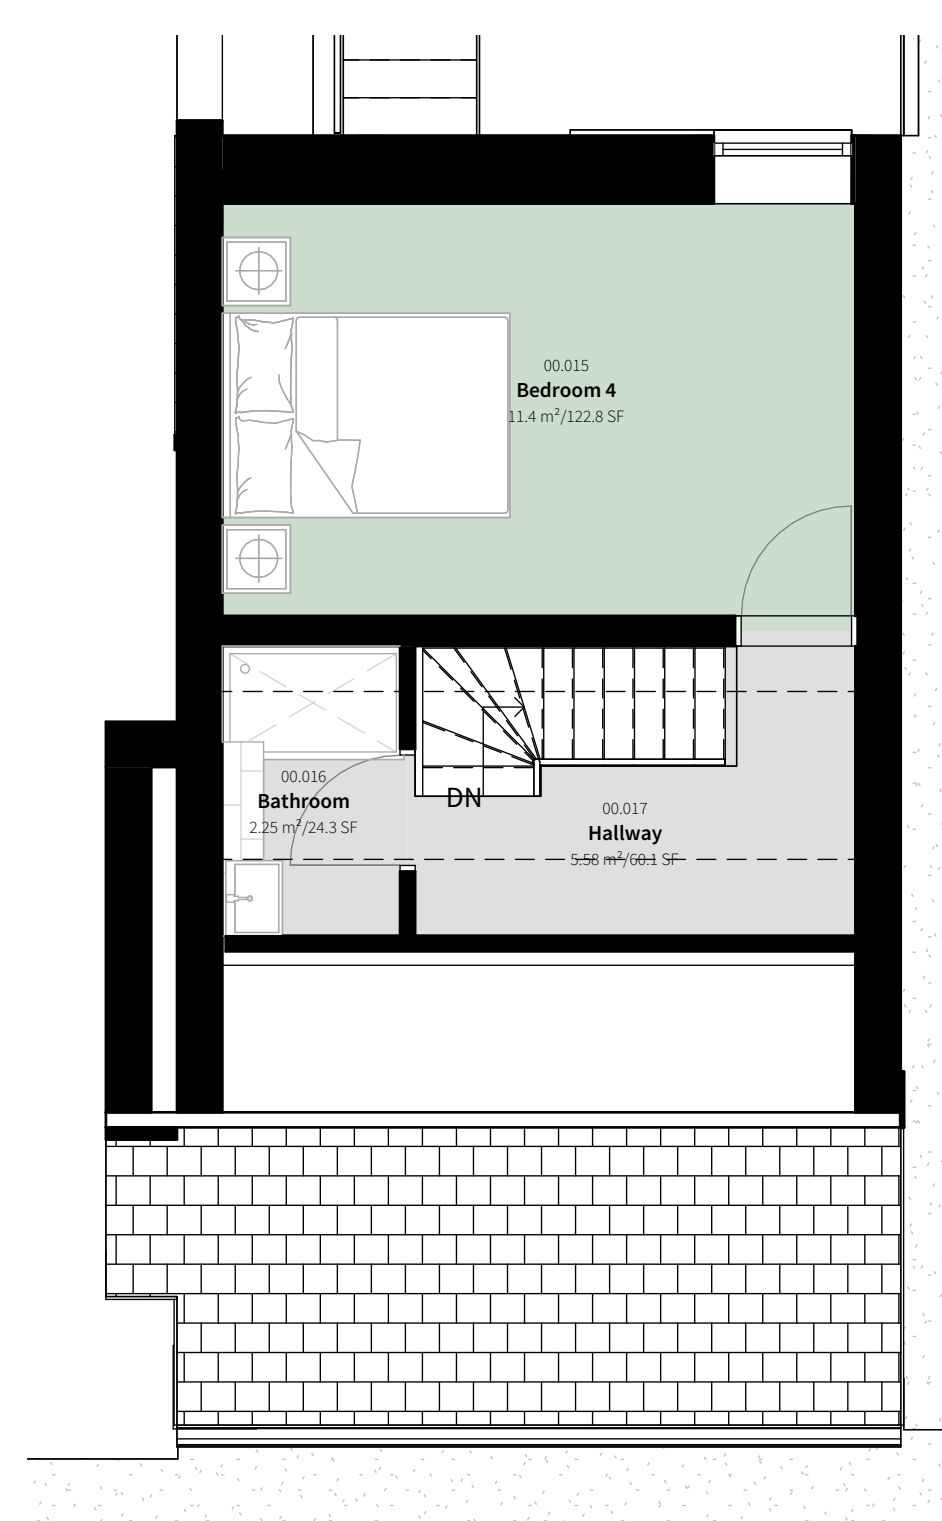 00.015
Bedroom 4
11.4 m²/122.8 SF
00.016
Bathroom
2.25 m²/24.3 SF
DN
00.017
Hallway
5.58 m²/60.1 SF